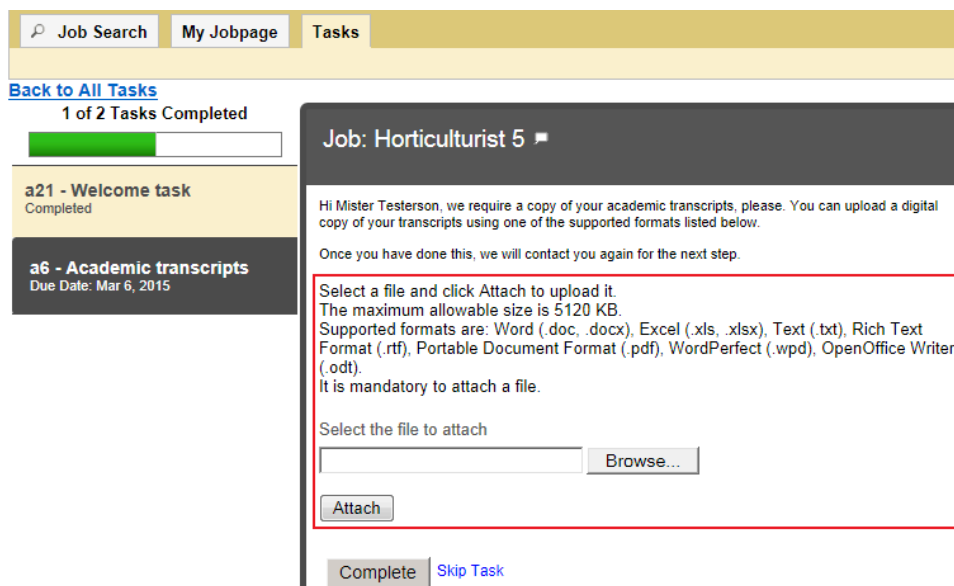 Job Search My Jobpage Tasks
Back to All Tasks
1 of 2 Tasks Completed
a21 - Welcome task
Completed
a6 - Academic transcripts
Due Date: Mar 6, 2015
Job: Horticulturist 5
Hi Mister Testerson, we require a copy of your academic transcripts, please. You can upload a digital
copy of your transcripts using one of the supported formats listed below.
Once you have done this, we will contact you again for the next step.
Select a file and click Attach to upload it.
The maximum allowable size is 5120 KB.
Supported formats are: Word (.doc, .docx), Excel (.xls, .xlsx), Text (.txt), Rich Text
Format (.rtf), Portable Document Format (.pdf), WordPerfect (.wpd), OpenOffice Writer
(.odt).
It is mandatory to attach a file.
Select the file to attach
Browse...
Attach
Complete Skip Task